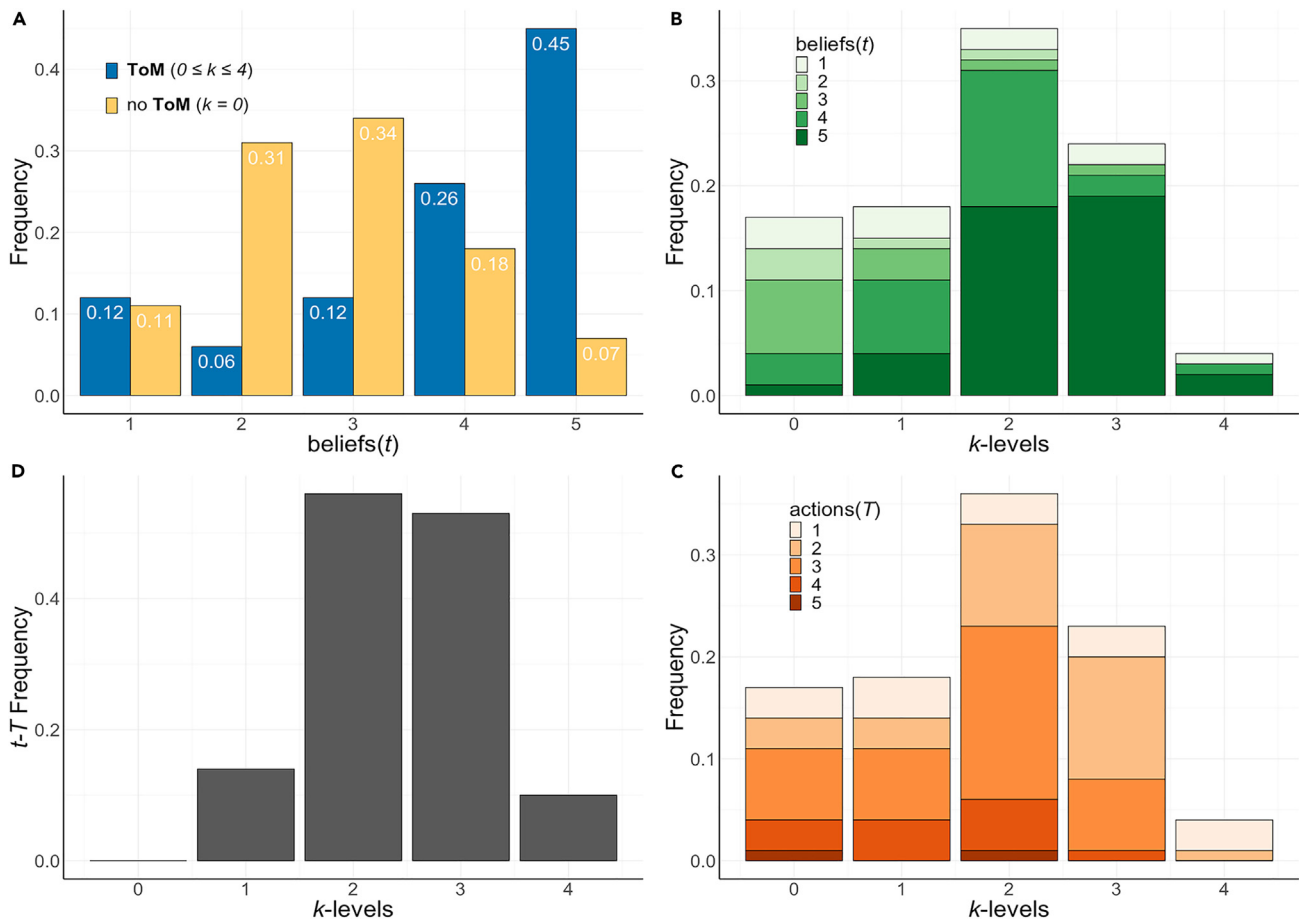 A
ToM (0 ≤ k ≤ 4)
no ToM (k = 0)
Frequency
0.4
0.3
0.2
0.1
0.0
0.12
0.11
0.06
0.31
0.12
0.34
0.26
0.18
0.45
0.07
1 2 3 4 5
beliefs(t)
B
beliefs(t)
1
2
3
4
5
Frequency
0.3
0.2
0.1
0.0
0 1 2 3 4
k-levels
D
t-T Frequency
0.4
0.2
0.0
0 1 2 3 4
k-levels
C
actions(T)
1
2
3
4
5
Frequency
0.3
0.2
0.1
0.0
0 1 2 3 4
k-levels